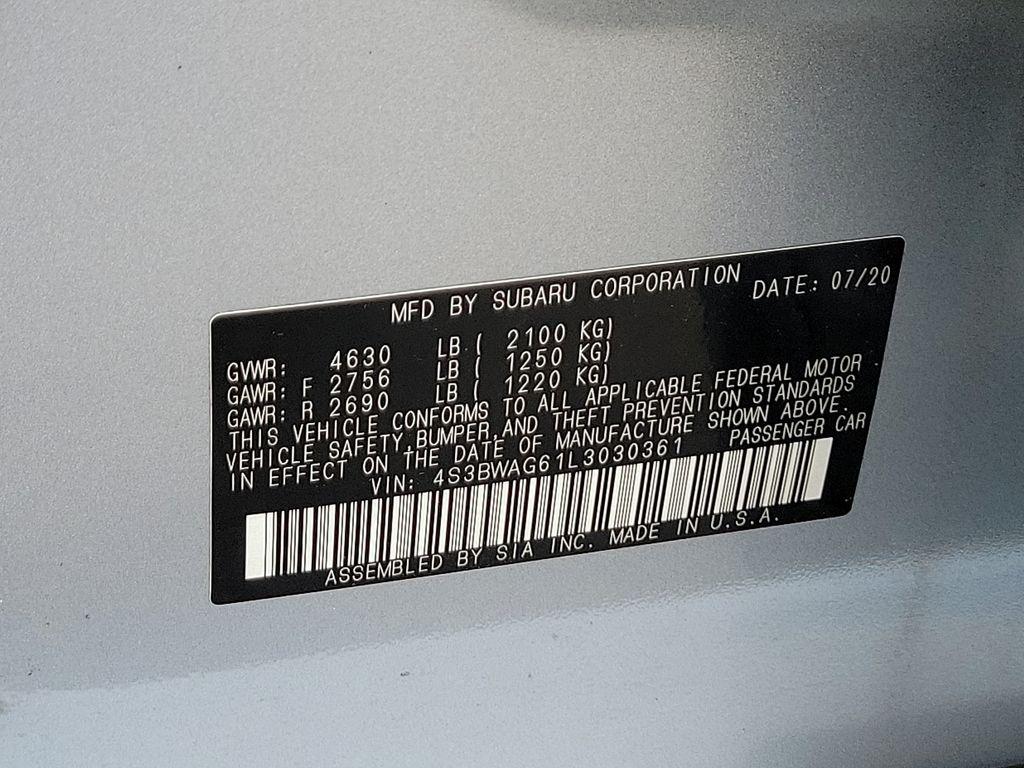 MFD BY SUBARU CORPORATION DATE: 07/20
GVWR: 4630 LB ( 2100 KG)
GAWR: F 2756 LB ( 1250 KG)
GAWR: R 2690 LB ( 1220 KG)
THIS VEHICLE CONFORMS TO ALL APPLICABLE FEDERAL MOTOR
VEHICLE SAFETY, BUMPER, AND THEFT PREVENTION STANDARDS
IN EFFECT ON THE DATE OF MANUFACTURE SHOWN ABOVE.
VIN: 4S3BWAG61L3030361 PASSENGER CAR
ASSEMBLED BY SIA INC. MADE IN U.S.A.